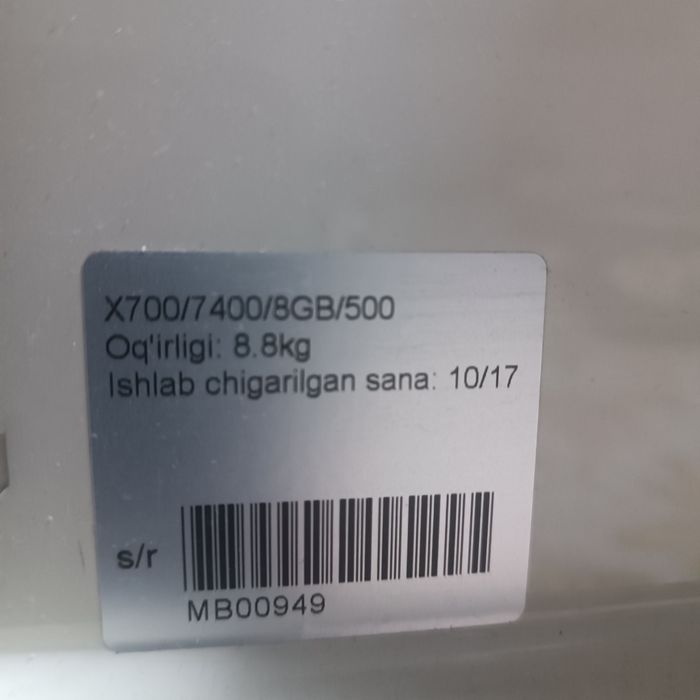 X700/7400/8GB/500
Oq'irligi: 8.8kg
Ishlab chigarilgan sana: 10/17
s/r
MB00949